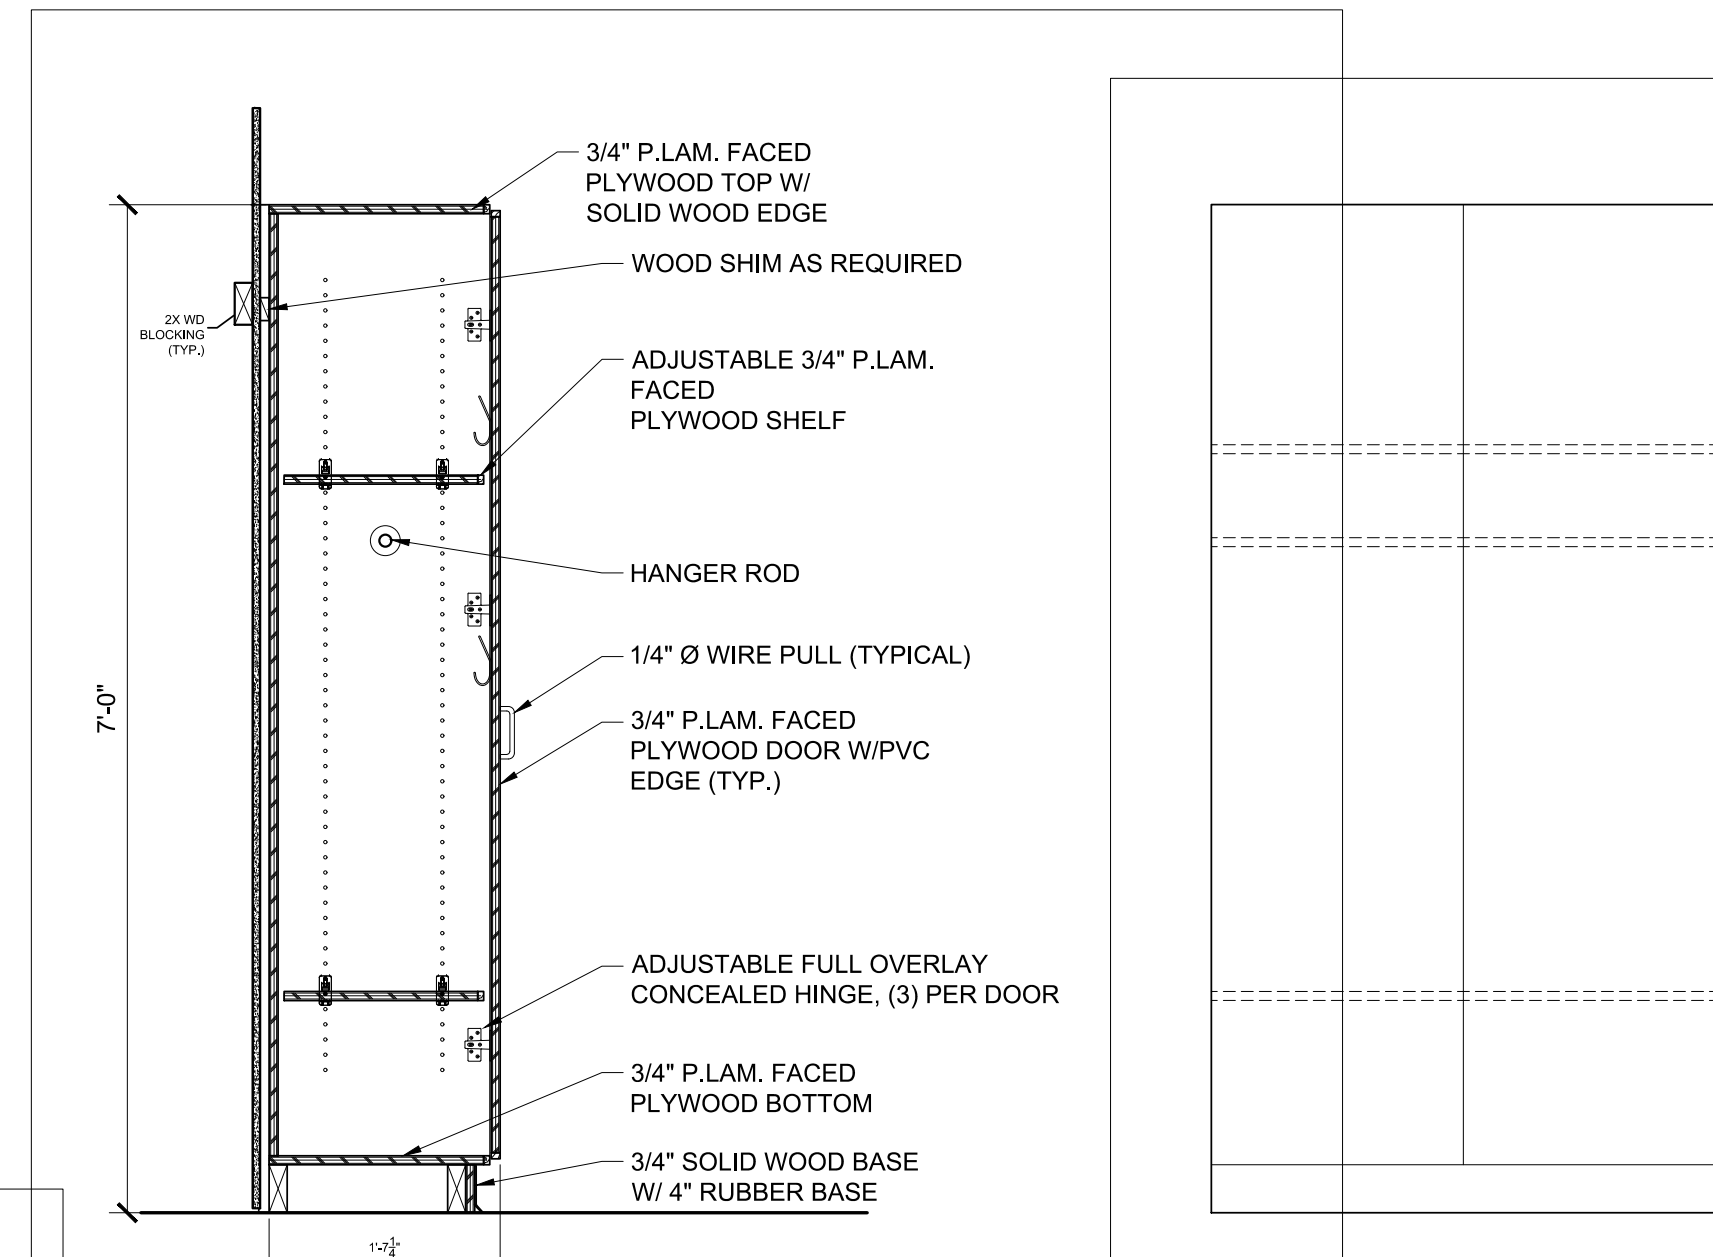 3/4" P.LAM. FACED
PLYWOOD TOP W/
SOLID WOOD EDGE
WOOD SHIM AS REQUIRED
2X WD
BLOCKING
(TYP.)
ADJUSTABLE 3/4" P.LAM.
FACED
PLYWOOD SHELF
HANGER ROD
1/4" Ø WIRE PULL (TYPICAL)
7'-0"
3/4" P.LAM. FACED
PLYWOOD DOOR W/PVC
EDGE (TYP.)
ADJUSTABLE FULL OVERLAY
CONCEALED HINGE, (3) PER DOOR
3/4" P.LAM. FACED
PLYWOOD BOTTOM
3/4" SOLID WOOD BASE
W/ 4" RUBBER BASE
1'-7 1/4"